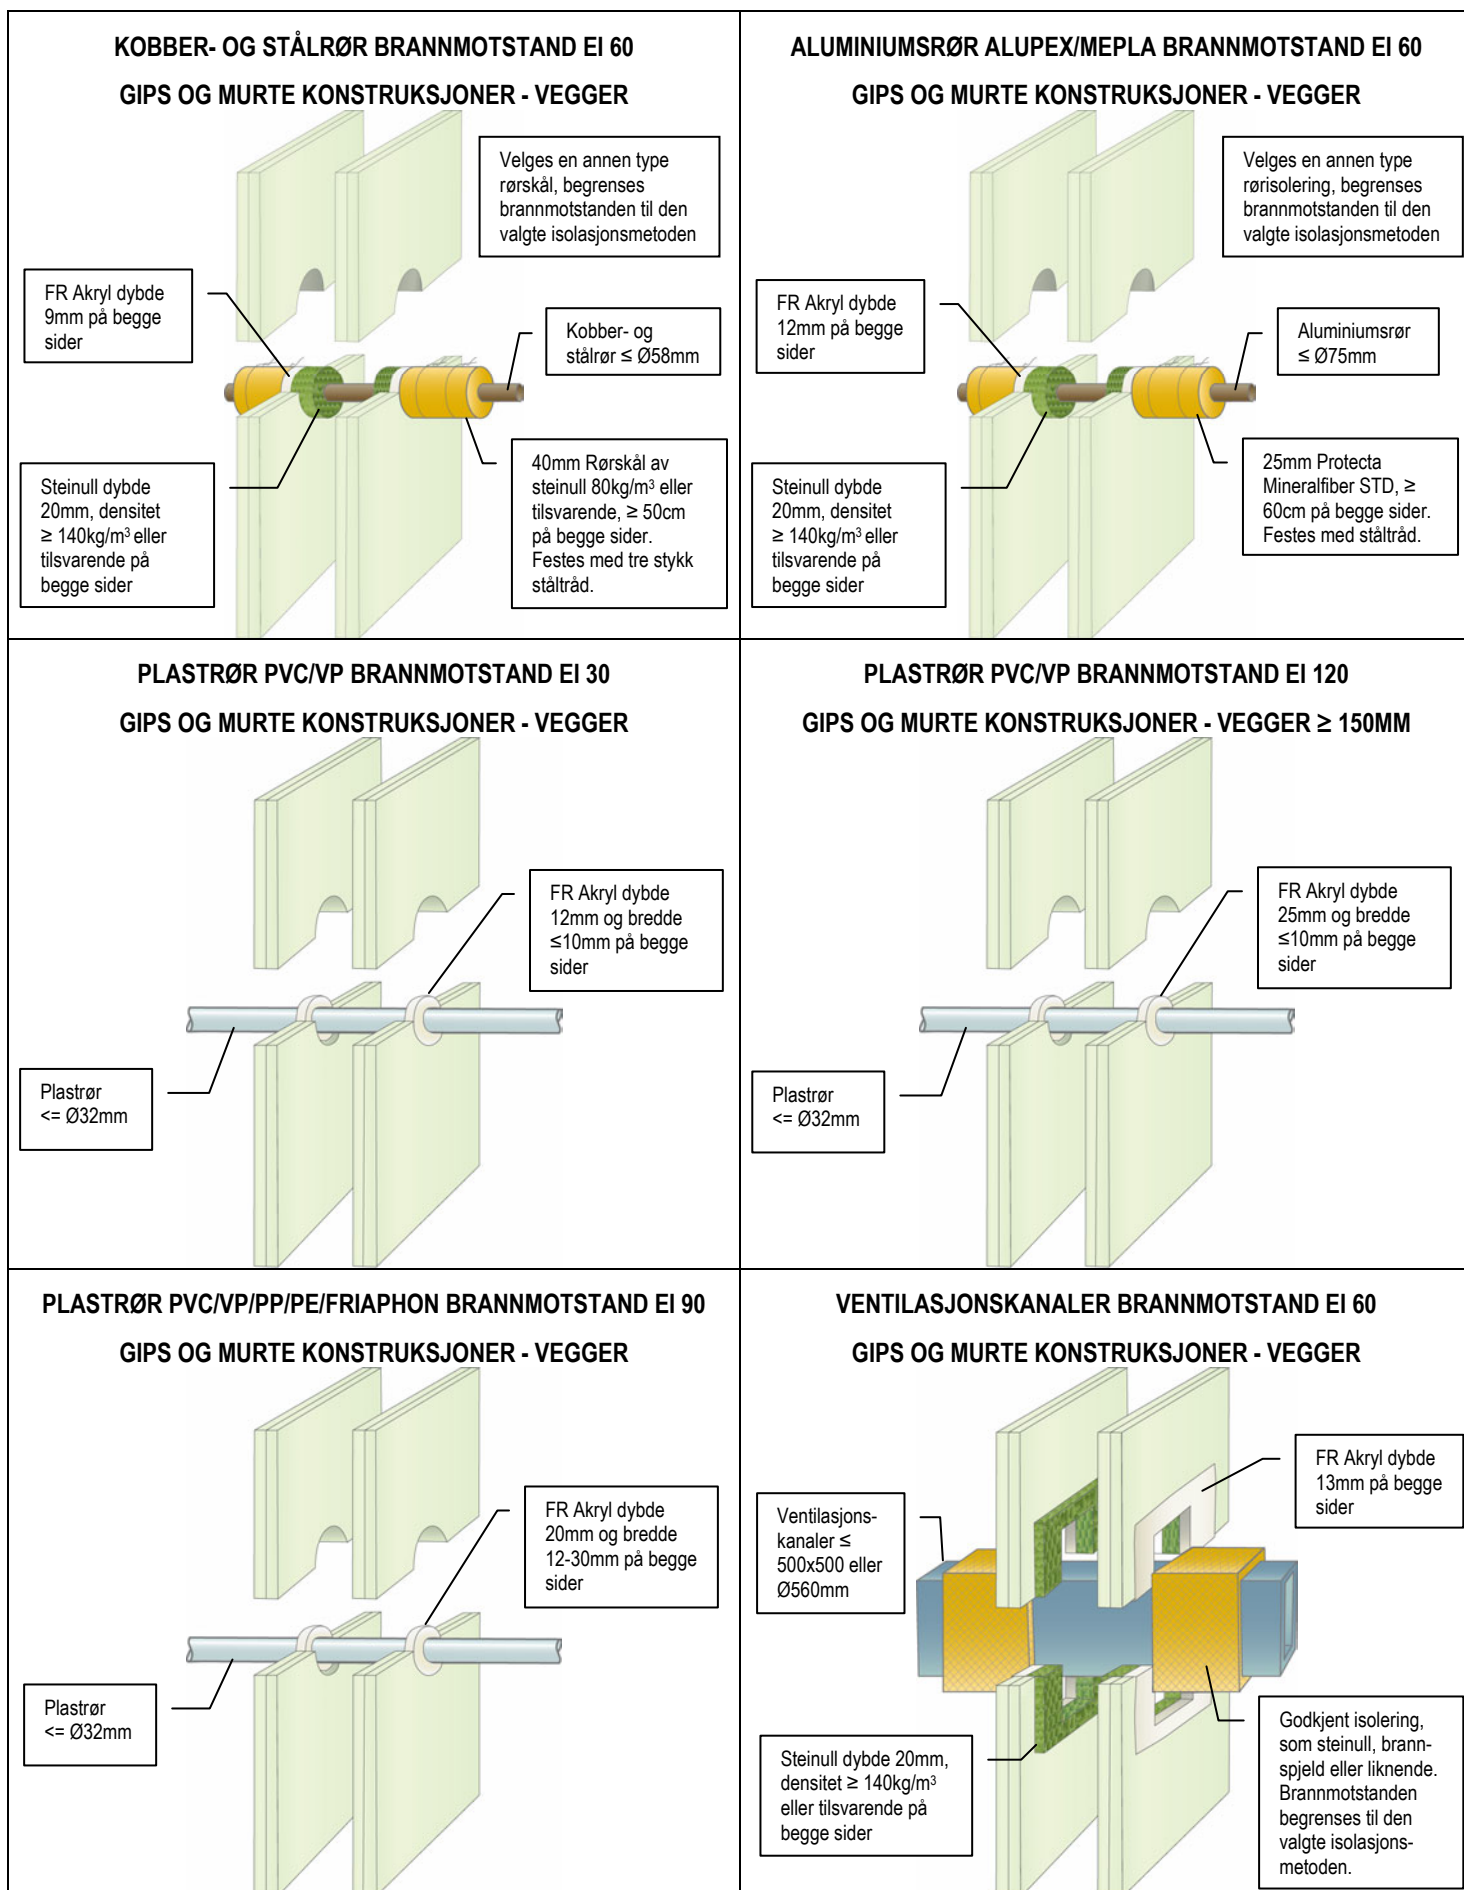 KOBBER- OG STÅLRØR BRANNMOTSTAND EI 60
GIPS OG MURTE KONSTRUKSJONER - VEGGER
Velges en annen type
rørskål, begrenses
brannmotstanden til den
valgte isolasjonsmetoden
FR Akryl dybde
9mm på begge
sider
Kobber- og
stålrør ≤ Ø58mm
Steinull dybde
20mm, densitet
≥ 140kg/m³ eller
tilsvarende på
begge sider
40mm Rørskål av
steinull 80kg/m³ eller
tilsvarende, ≥ 50cm
på begge sider.
Festes med tre stykk
ståltråd.
ALUMINIUMSRØR ALUPEX/MEPLA BRANNMOTSTAND EI 60
GIPS OG MURTE KONSTRUKSJONER - VEGGER
Velges en annen type
rørisolering, begrenses
brannmotstanden til den
valgte isolasjonsmetoden
FR Akryl dybde
12mm på begge
sider
Aluminiumsrør
≤ Ø75mm
Steinull dybde
20mm, densitet
≥ 140kg/m³ eller
tilsvarende på
begge sider
25mm Protecta
Mineralfiber STD, ≥
60cm på begge sider.
Festes med ståltråd.
PLASTRØR PVC/VP BRANNMOTSTAND EI 30
GIPS OG MURTE KONSTRUKSJONER - VEGGER
FR Akryl dybde
12mm og bredde
≤10mm på begge
sider
Plastrør
<= Ø32mm
PLASTRØR PVC/VP BRANNMOTSTAND EI 120
GIPS OG MURTE KONSTRUKSJONER - VEGGER ≥ 150MM
FR Akryl dybde
25mm og bredde
≤10mm på begge
sider
Plastrør
<= Ø32mm
PLASTRØR PVC/VP/PP/PE/FRIAPHON BRANNMOTSTAND EI 90
GIPS OG MURTE KONSTRUKSJONER - VEGGER
FR Akryl dybde
20mm og bredde
12-30mm på begge
sider
Plastrør
<= Ø32mm
VENTILASJONSKANALER BRANNMOTSTAND EI 60
GIPS OG MURTE KONSTRUKSJONER - VEGGER
FR Akryl dybde
13mm på begge
sider
Ventilasjons-
kanaler ≤
500x500 eller
Ø560mm
Steinull dybde 20mm,
densitet ≥ 140kg/m³
eller tilsvarende på
begge sider
Godkjent isolering,
som steinull, brann-
spjeld eller liknende.
Brannmotstanden
begrenses til den
valgte isolasjons-
metoden.